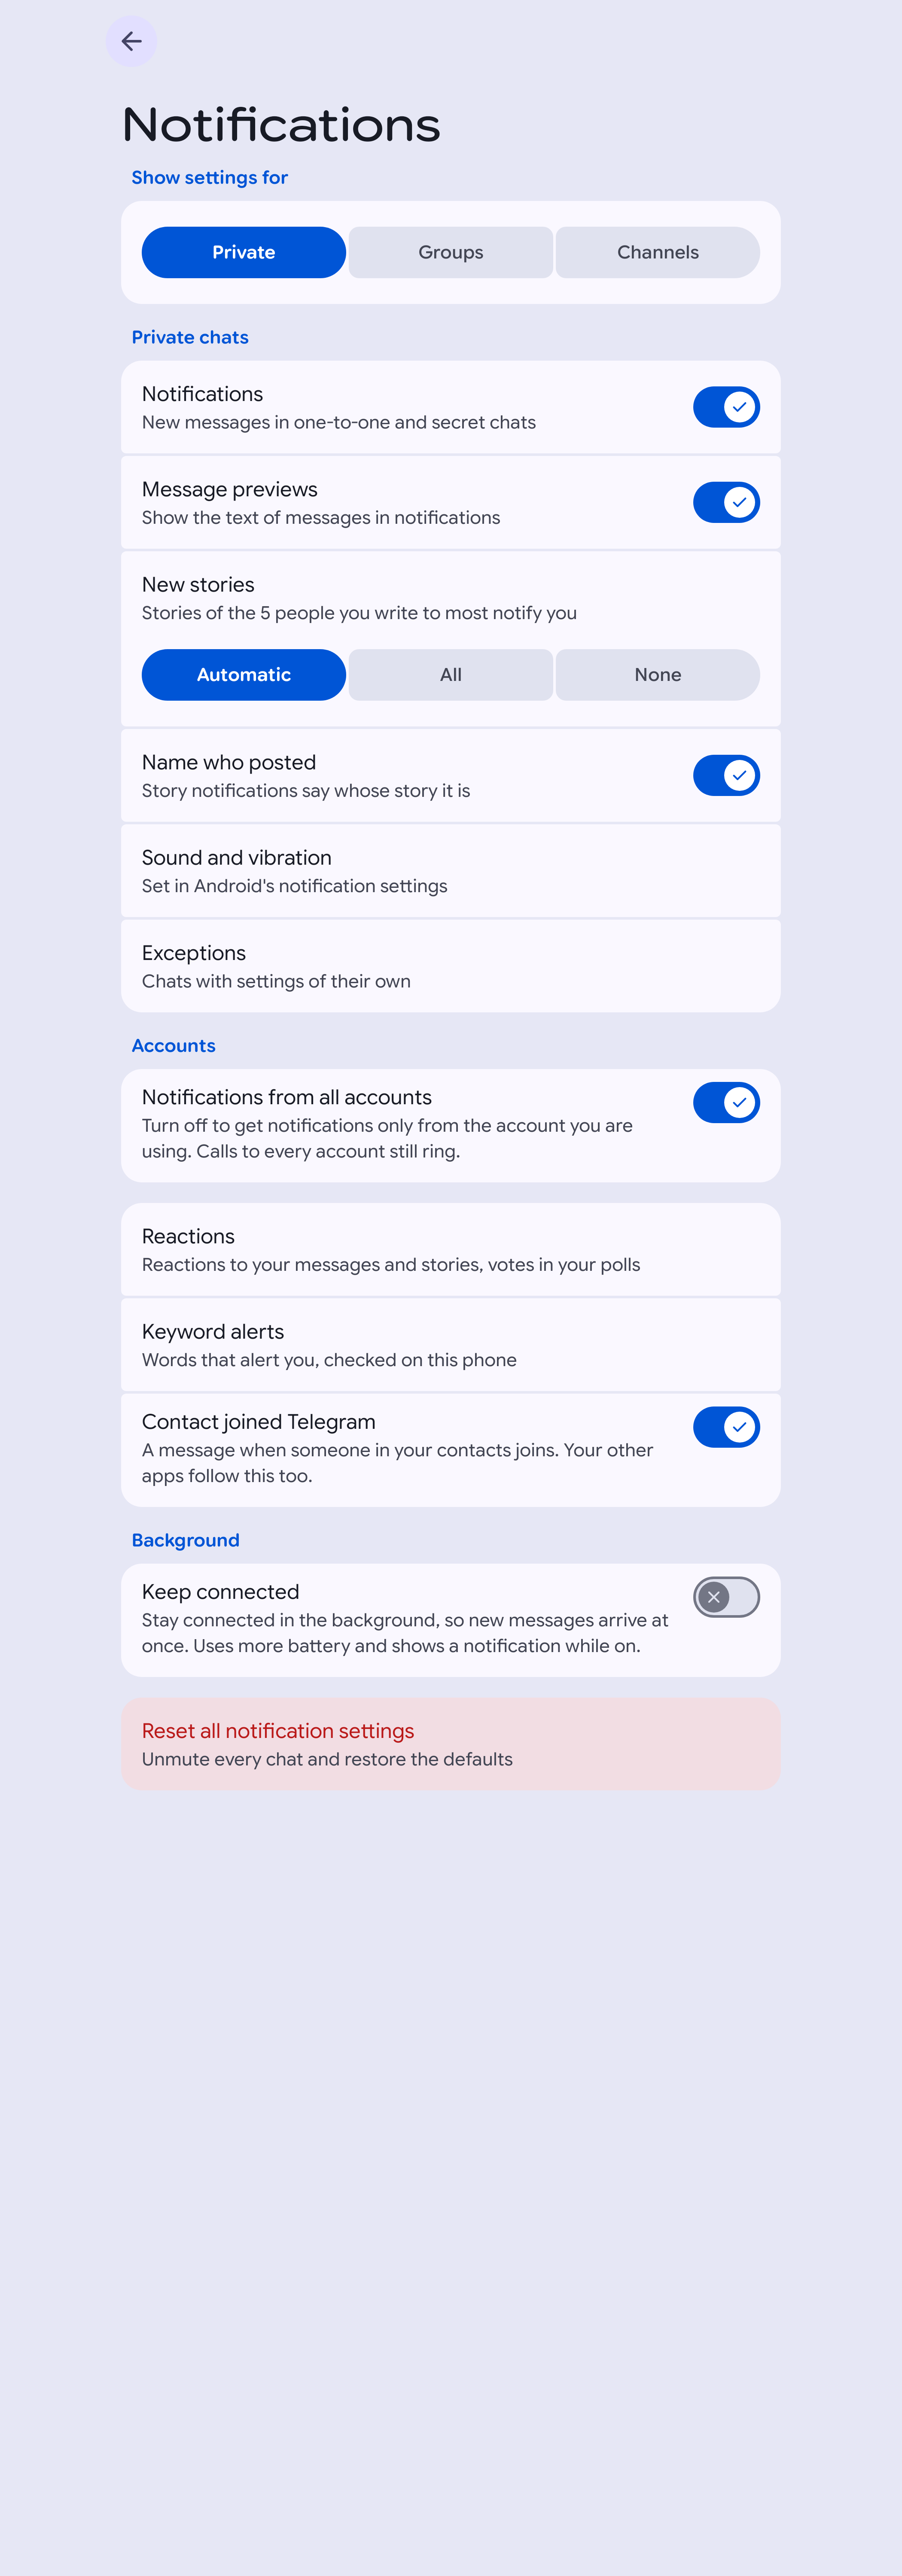 Notifications
Show settings for
Private
Groups
Channels
Private chats
Notifications
New messages in one-to-one and secret chats
Message previews
Show the text of messages in notifications
New stories
Stories of the 5 people you write to most notify you
Automatic
All
None
Name who posted
Story notifications say whose story it is
Sound and vibration
Set in Android's notification settings
Exceptions
Chats with settings of their own
Accounts
Notifications from all accounts
Turn off to get notifications only from the account you are
using. Calls to every account still ring.
Reactions
Reactions to your messages and stories, votes in your polls
Keyword alerts
Words that alert you, checked on this phone
Contact joined Telegram
A message when someone in your contacts joins. Your other
apps follow this too.
Background
Keep connected
Stay connected in the background, so new messages arrive at
once. Uses more battery and shows a notification while on.
Reset all notification settings
Unmute every chat and restore the defaults